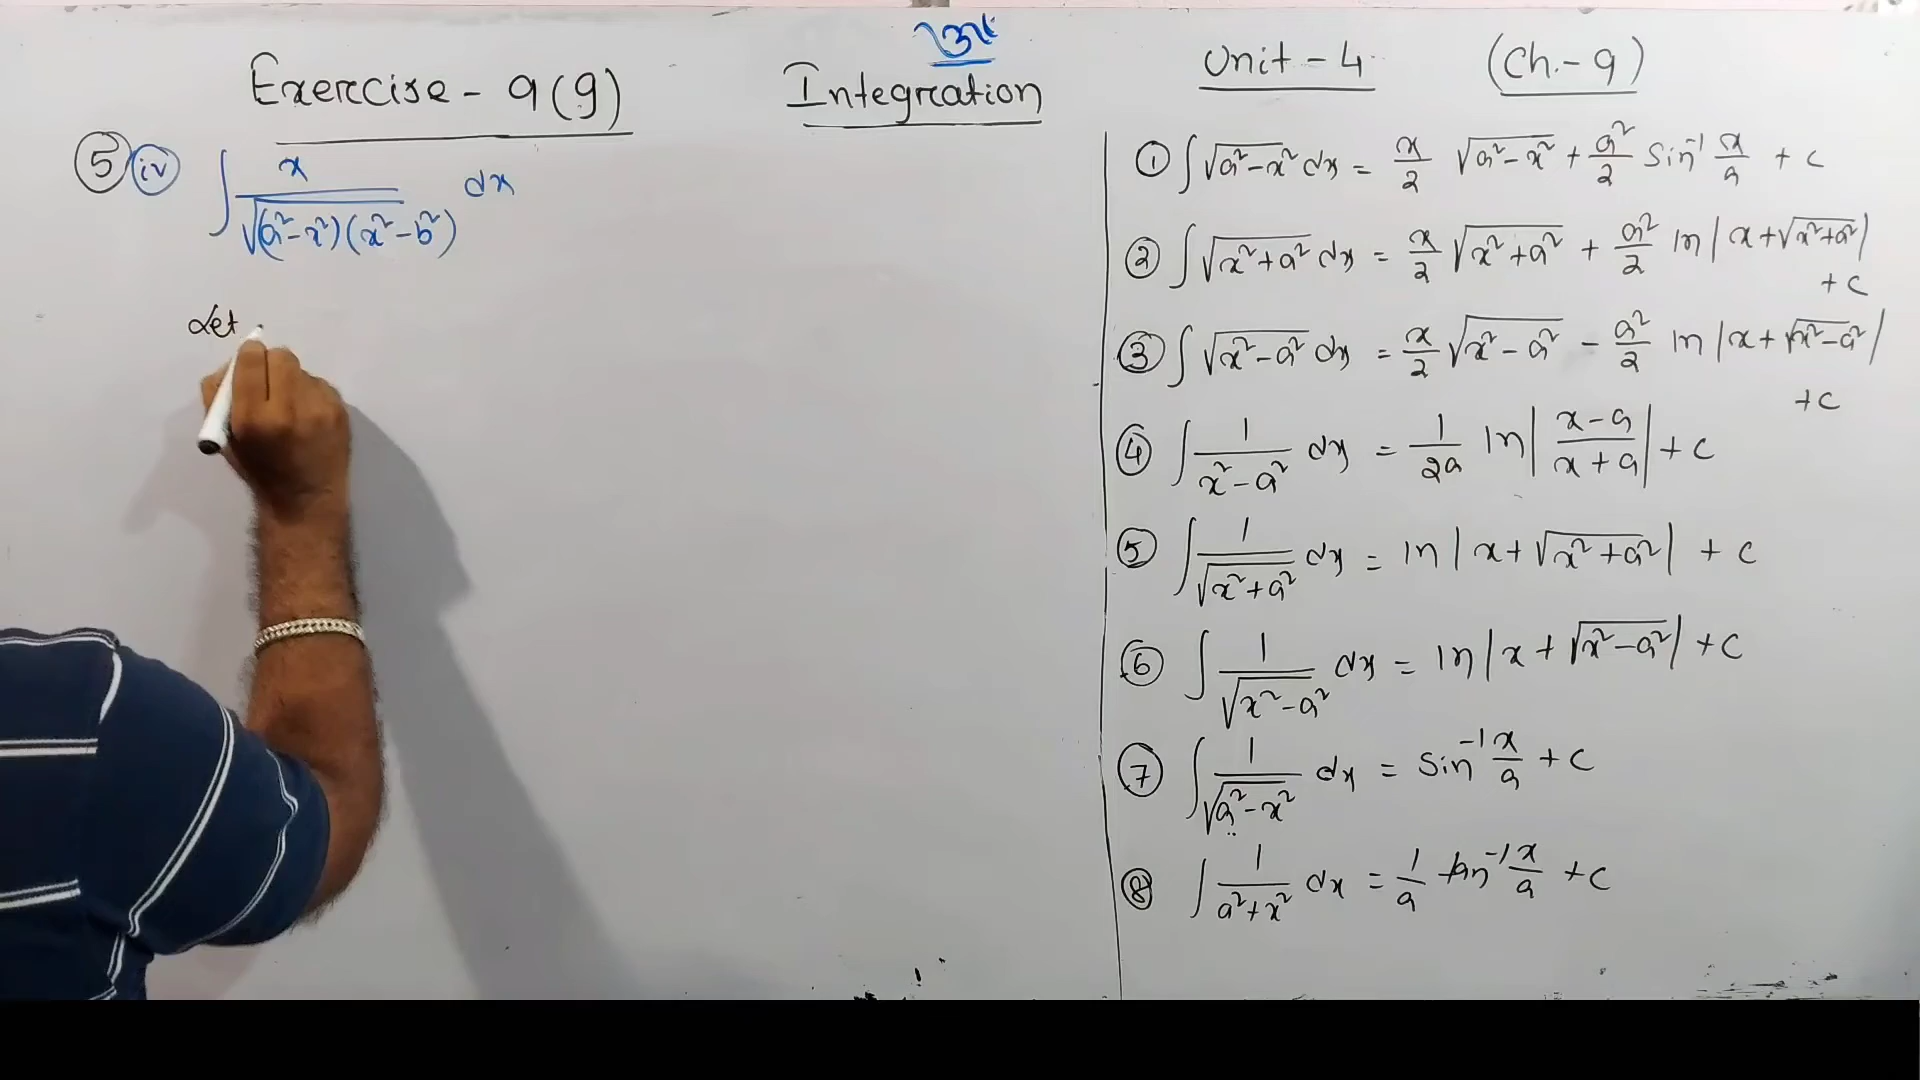 Exercise - 9(g)
Integration
Unit - 4 (Ch.- 9)
5 iv ∫ x / √(a²-x²)(x²-b²) dx
Let
① ∫ √a²-x² dx = x/2 √a²-x² + a²/2 Sin⁻¹ x/a + c
② ∫ √x²+a² dx = x/2 √x²+a² + a²/2 ln | x+√x²+a² | + c
③ ∫ √x²-a² dx = x/2 √x²-a² - a²/2 ln | x+√x²-a² | + c
④ ∫ 1/x²-a² dx = 1/2a ln | x-a / x+a | + c
⑤ ∫ 1/√x²+a² dx = ln | x+√x²+a² | + c
⑥ ∫ 1/√x²-a² dx = ln | x+√x²-a² | + c
⑦ ∫ 1/√a²-x² dx = Sin⁻¹ x/a + c
⑧ ∫ 1/a²+x² dx = 1/a tan⁻¹ x/a + c